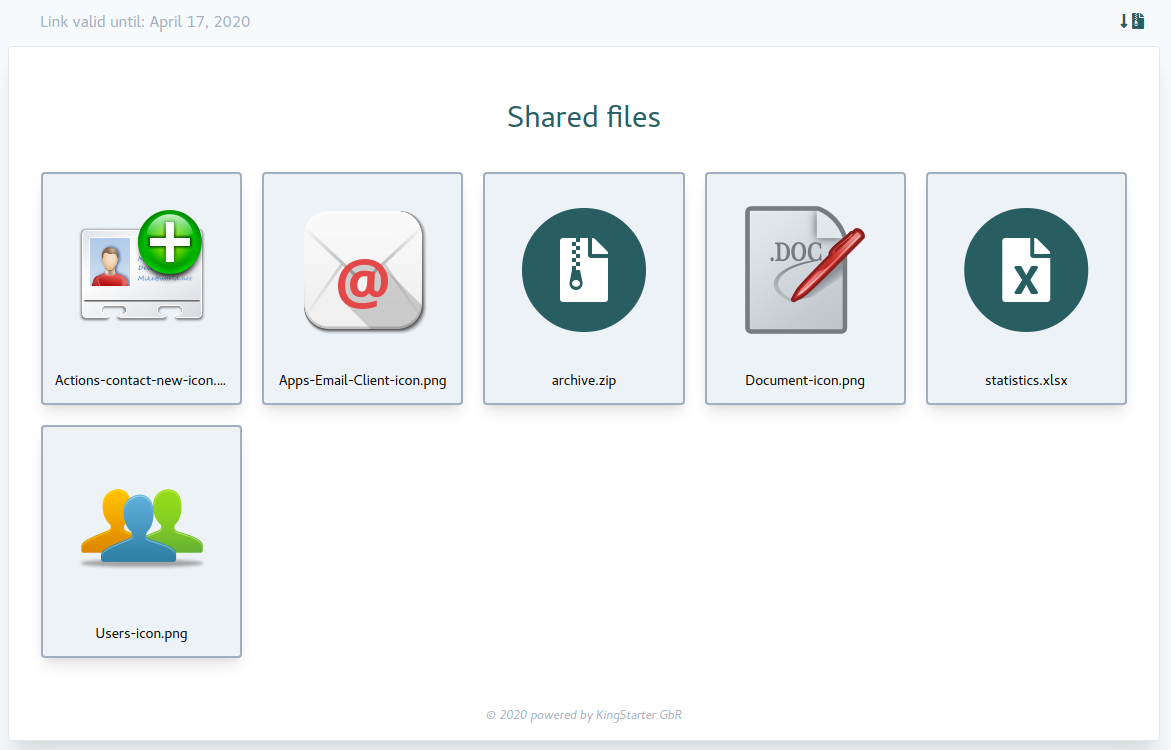 Link valid until: April 17, 2020
Shared files
.DOC
Actions-contact-new-icon....
Apps-Email-Client-icon.png
archive.zip
Document-icon.png
statistics.xlsx
Users-icon.png
© 2020 powered by KingStarter GbR